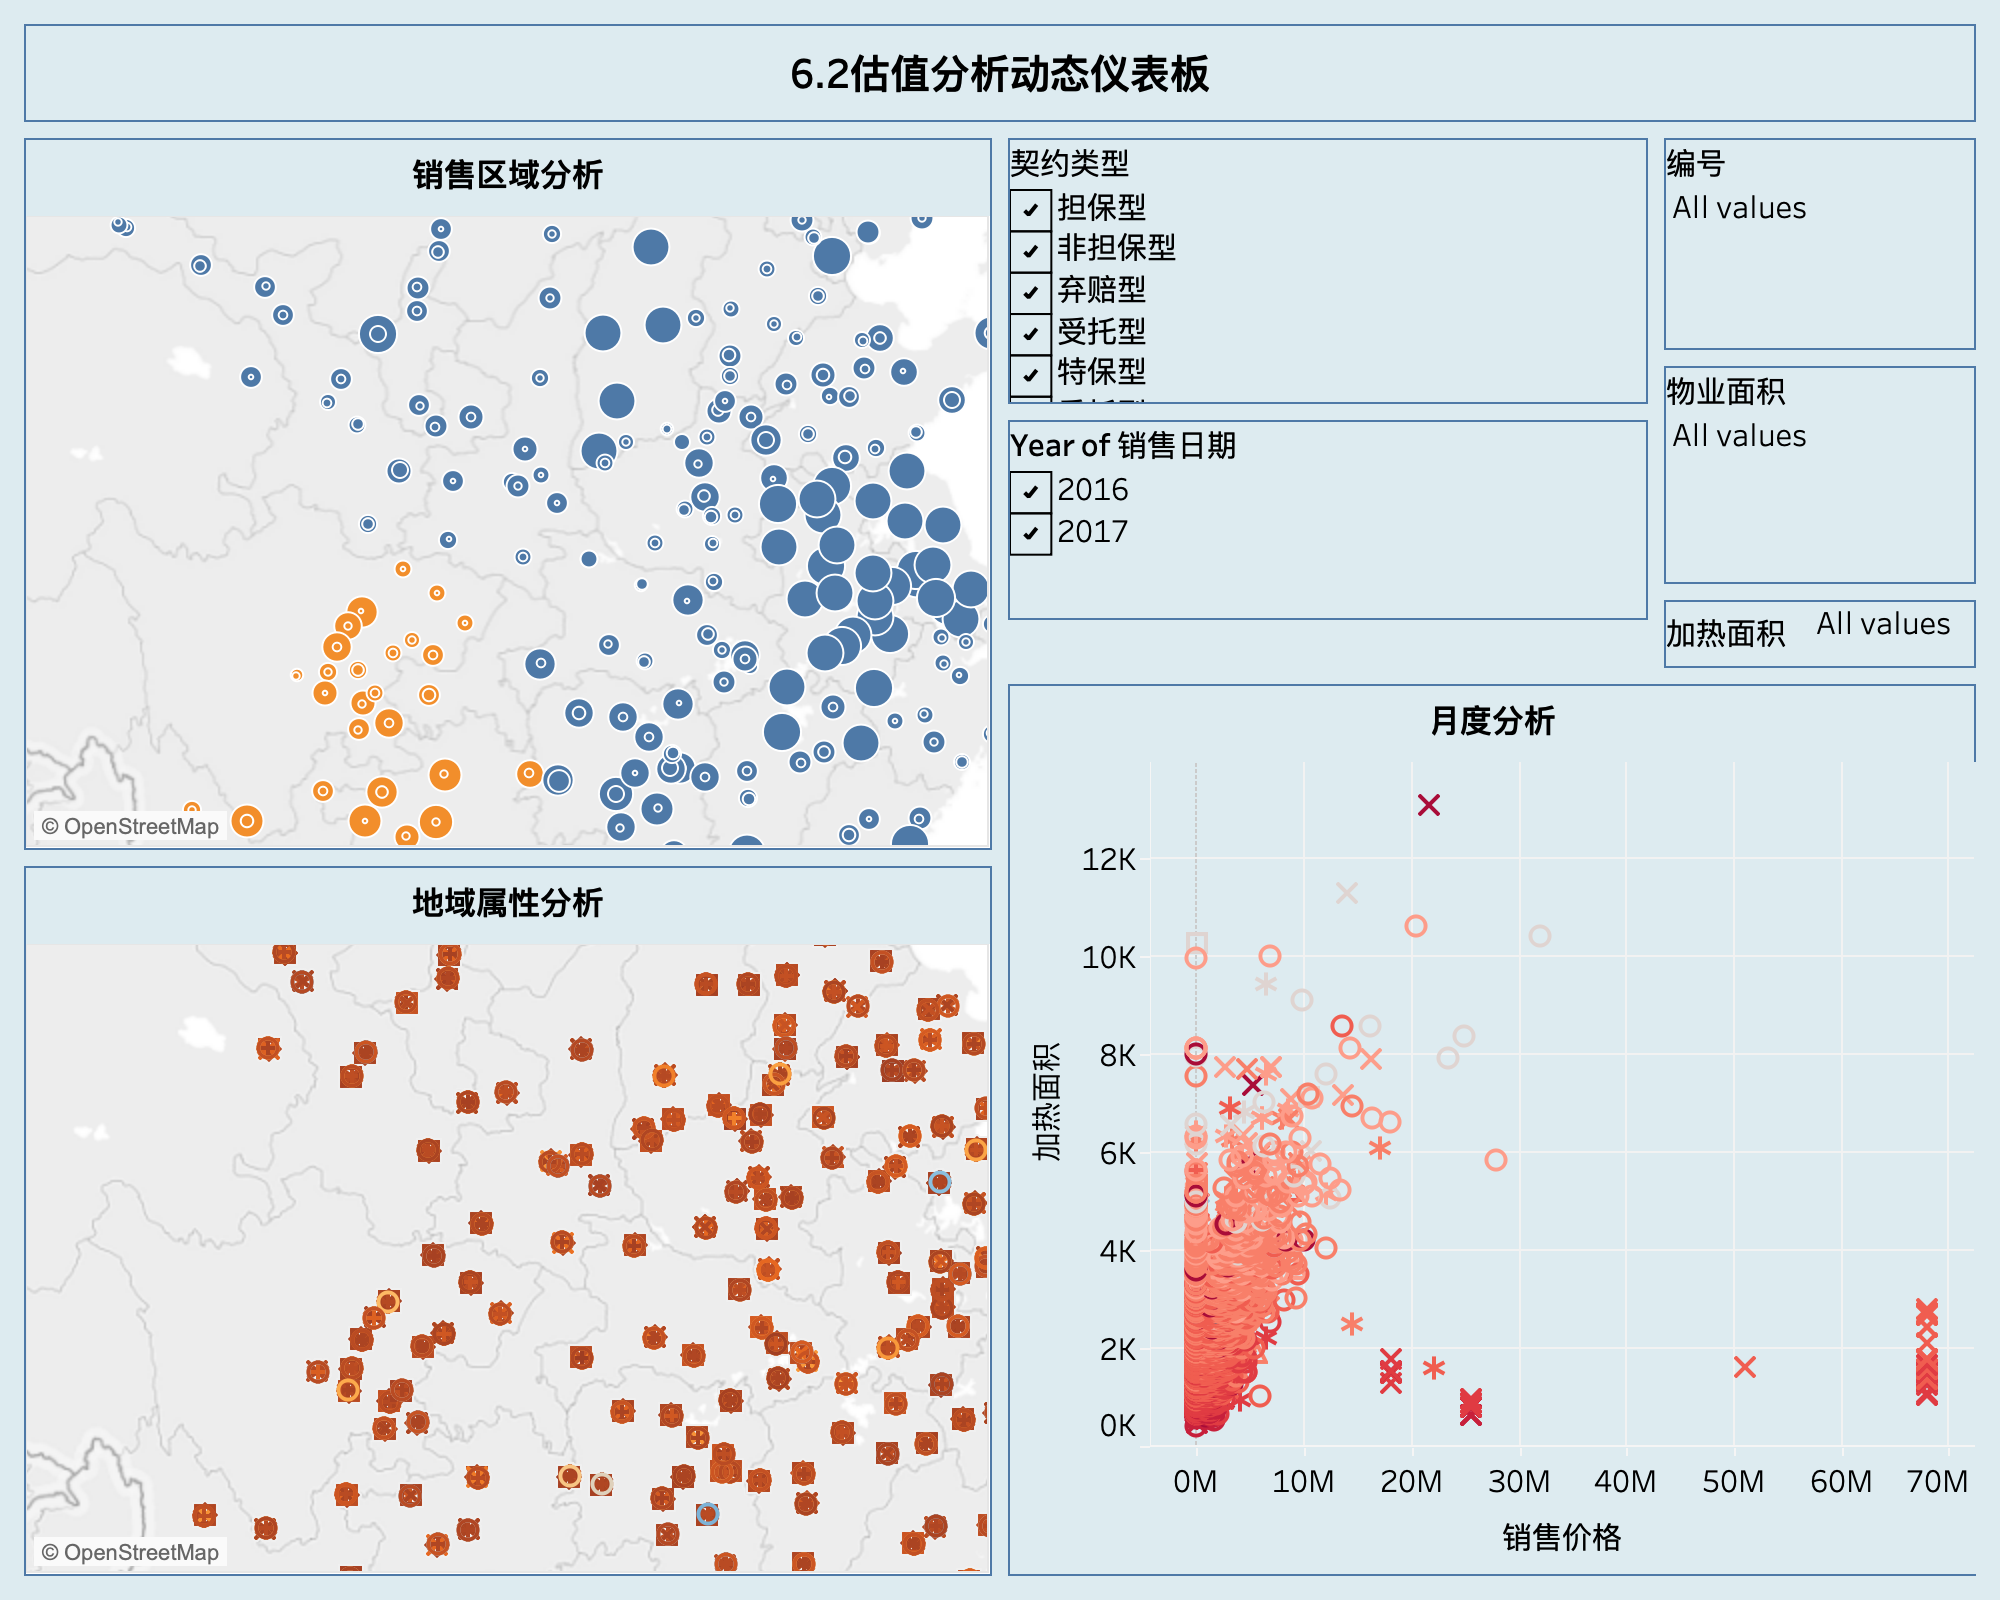 6.2估值分析动态仪表板
销售区域分析
© OpenStreetMap
地域属性分析
© OpenStreetMap
契约类型
担保型
非担保型
弃赔型
受托型
特保型
Year of 销售日期
2016
2017
编号
All values
物业面积
All values
加热面积 All values
月度分析
加热面积
12K
10K
8K
6K
4K
2K
0K
0M 10M 20M 30M 40M 50M 60M 70M
销售价格